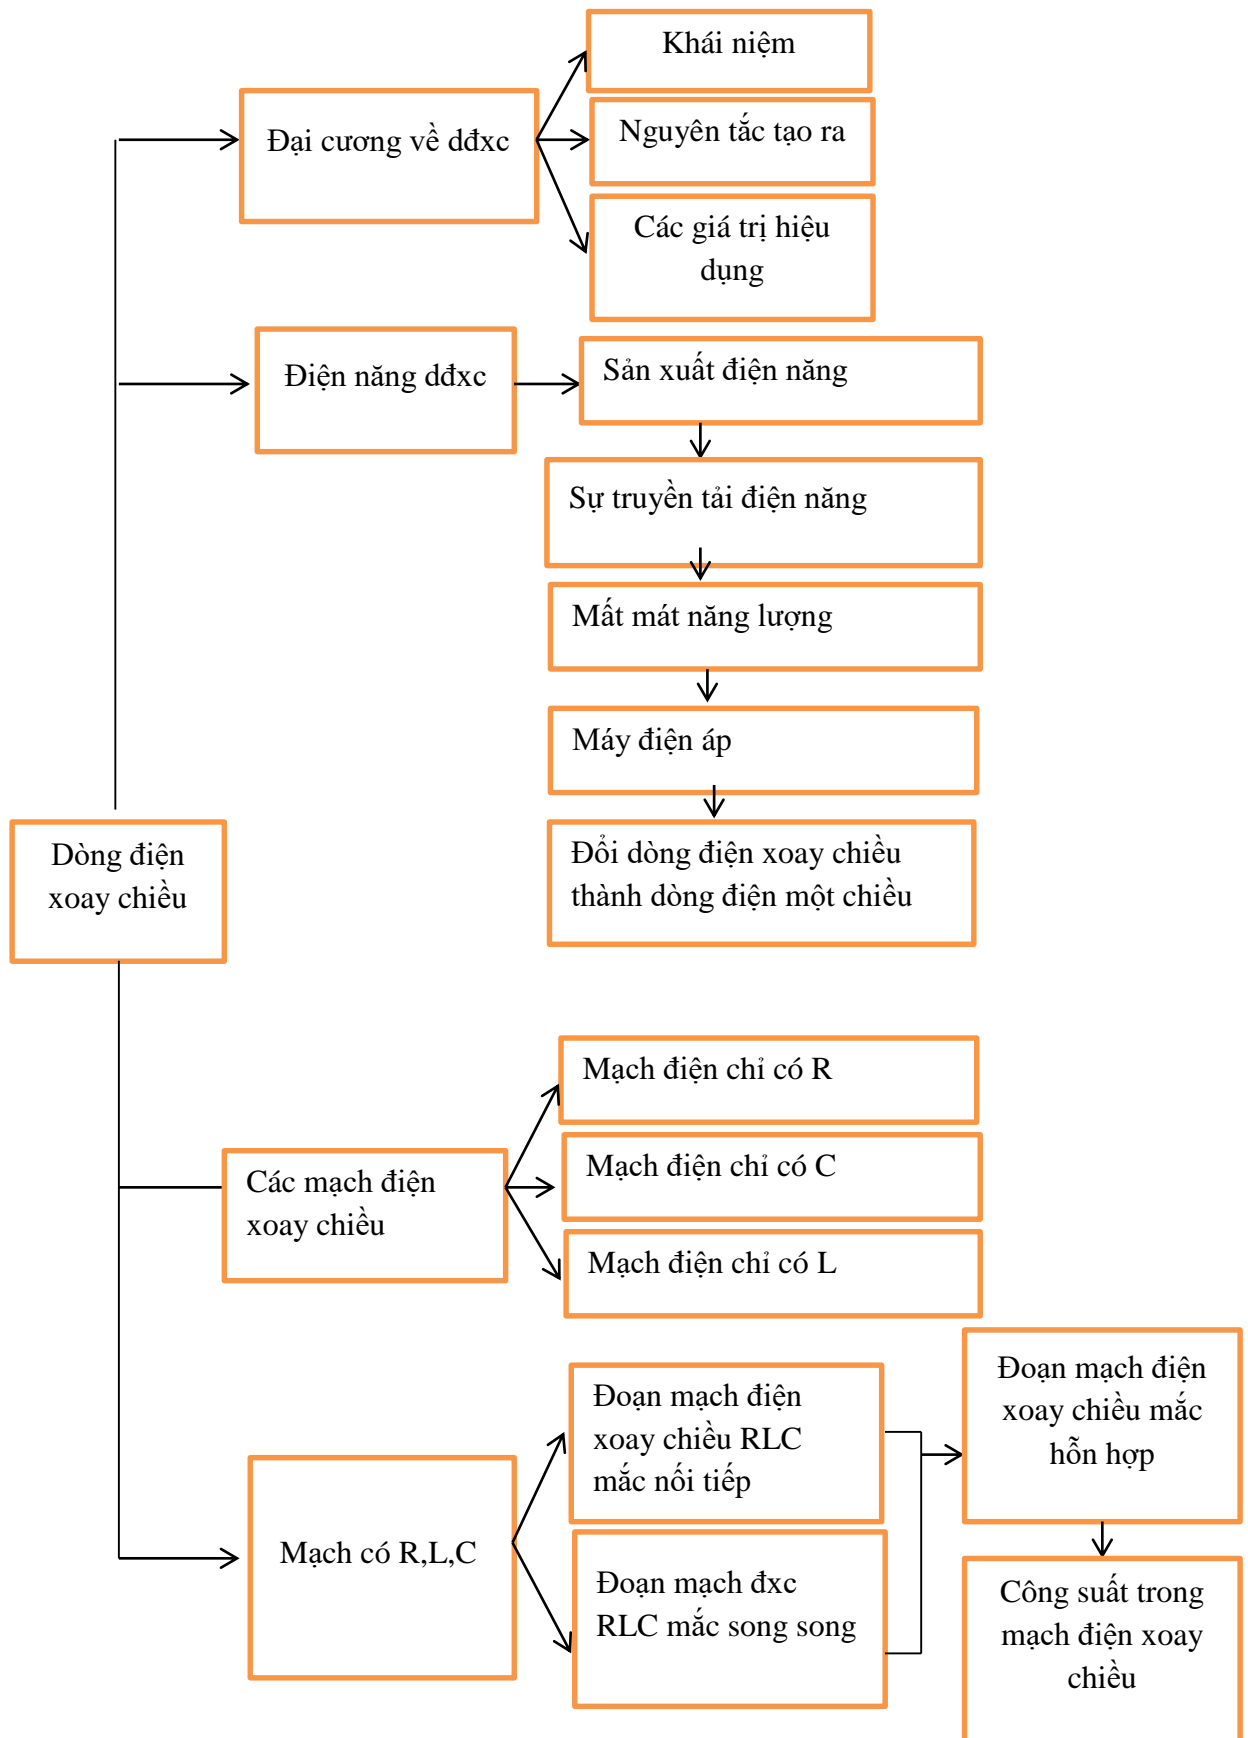 Khái niệm
Đại cương về dđxc
Nguyên tắc tạo ra
Các giá trị hiệu
dụng
Điện năng dđxc
Sản xuất điện năng
Sự truyền tải điện năng
Mất mát năng lượng
Máy điện áp
Đổi dòng điện xoay chiều
thành dòng điện một chiều
Dòng điện
xoay chiều
Mạch điện chỉ có R
Các mạch điện
xoay chiều
Mạch điện chỉ có C
Mạch điện chỉ có L
Mạch có R,L,C
Đoạn mạch điện
xoay chiều RLC
mắc nối tiếp
Đoạn mạch đxc
RLC mắc song song
Đoạn mạch điện
xoay chiều mắc
hỗn hợp
Công suất trong
mạch điện xoay
chiều